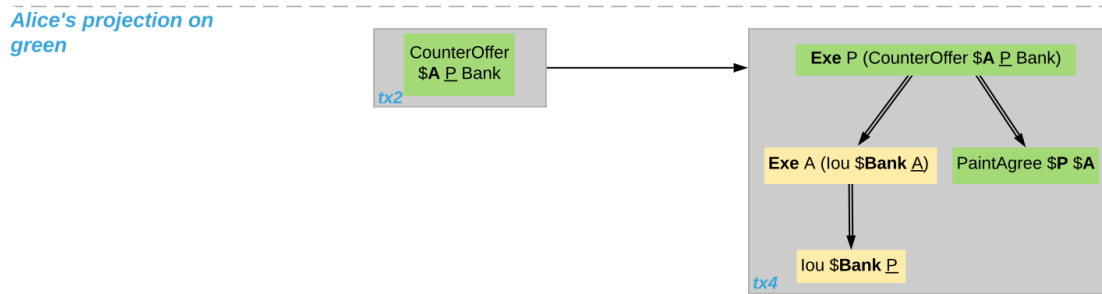 Alice's projection on
green
CounterOffer
$A P Bank
tx2
Exe P (CounterOffer $A P Bank)
Exe A (Iou $Bank A)
PaintAgree $P $A
Iou $Bank P
tx4